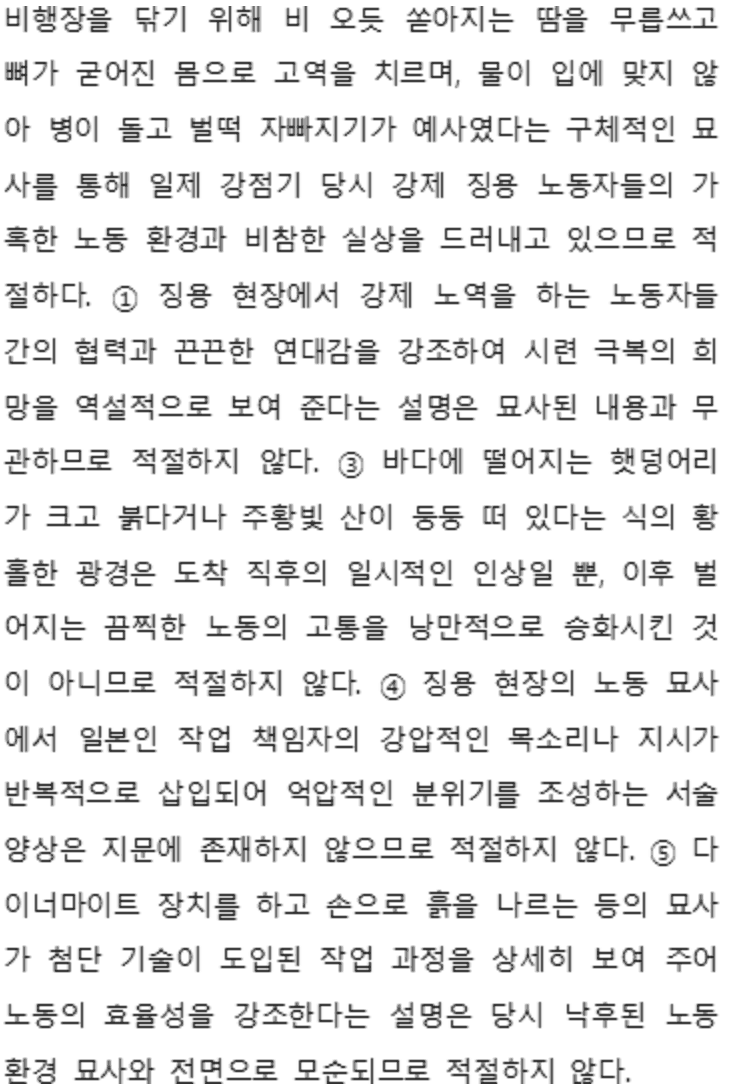 비행장을 닦기 위해 비 오듯 쏟아지는 땀을 무릅쓰고
뼈가 굳어진 몸으로 고역을 치르며, 물이 입에 맞지 않
아 병이 돌고 벌떡 자빠지기가 예사였다는 구체적인 묘
사를 통해 일제 강점기 당시 강제 징용 노동자들의 가
혹한 노동 환경과 비참한 실상을 드러내고 있으므로 적
절하다. ① 징용 현장에서 강제 노역을 하는 노동자들
간의 협력과 끈끈한 연대감을 강조하여 시련 극복의 희
망을 역설적으로 보여 준다는 설명은 묘사된 내용과 무
관하므로 적절하지 않다. ③ 바다에 떨어지는 햇덩어리
가 크고 붉다거나 주황빛 산이 둥둥 떠 있다는 식의 황
홀한 광경은 도착 직후의 일시적인 인상일 뿐, 이후 벌
어지는 끔찍한 노동의 고통을 낭만적으로 승화시킨 것
이 아니므로 적절하지 않다. ④ 징용 현장의 노동 묘사
에서 일본인 작업 책임자의 강압적인 목소리나 지시가
반복적으로 삽입되어 억압적인 분위기를 조성하는 서술
양상은 지문에 존재하지 않으므로 적절하지 않다. ⑤ 다
이너마이트 장치를 하고 손으로 흙을 나르는 등의 묘사
가 첨단 기술이 도입된 작업 과정을 상세히 보여 주어
노동의 효율성을 강조한다는 설명은 당시 낙후된 노동
환경 묘사와 전면으로 모순되므로 적절하지 않다.